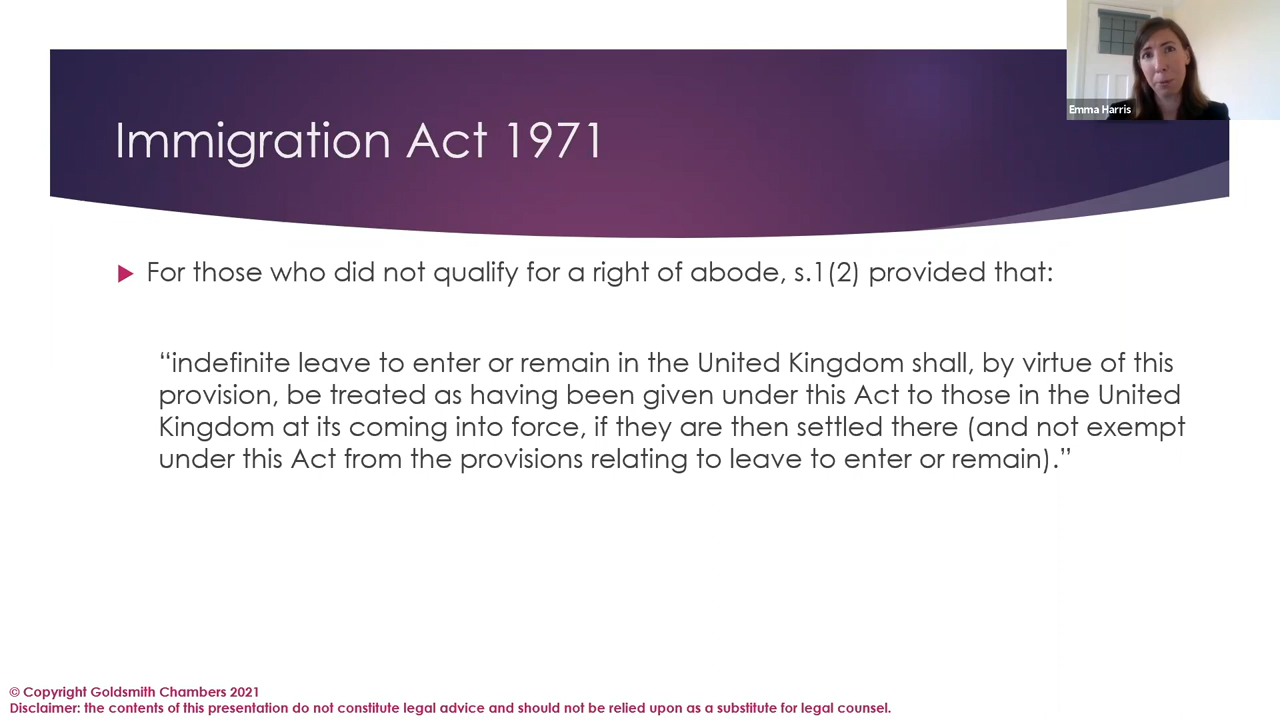 Emma Harris
Immigration Act 1971
For those who did not qualify for a right of abode, s.1(2) provided that:
“indefinite leave to enter or remain in the United Kingdom shall, by virtue of this
provision, be treated as having been given under this Act to those in the United
Kingdom at its coming into force, if they are then settled there (and not exempt
under this Act from the provisions relating to leave to enter or remain).”
© Copyright Goldsmith Chambers 2021
Disclaimer: the contents of this presentation do not constitute legal advice and should not be relied upon as a substitute for legal counsel.